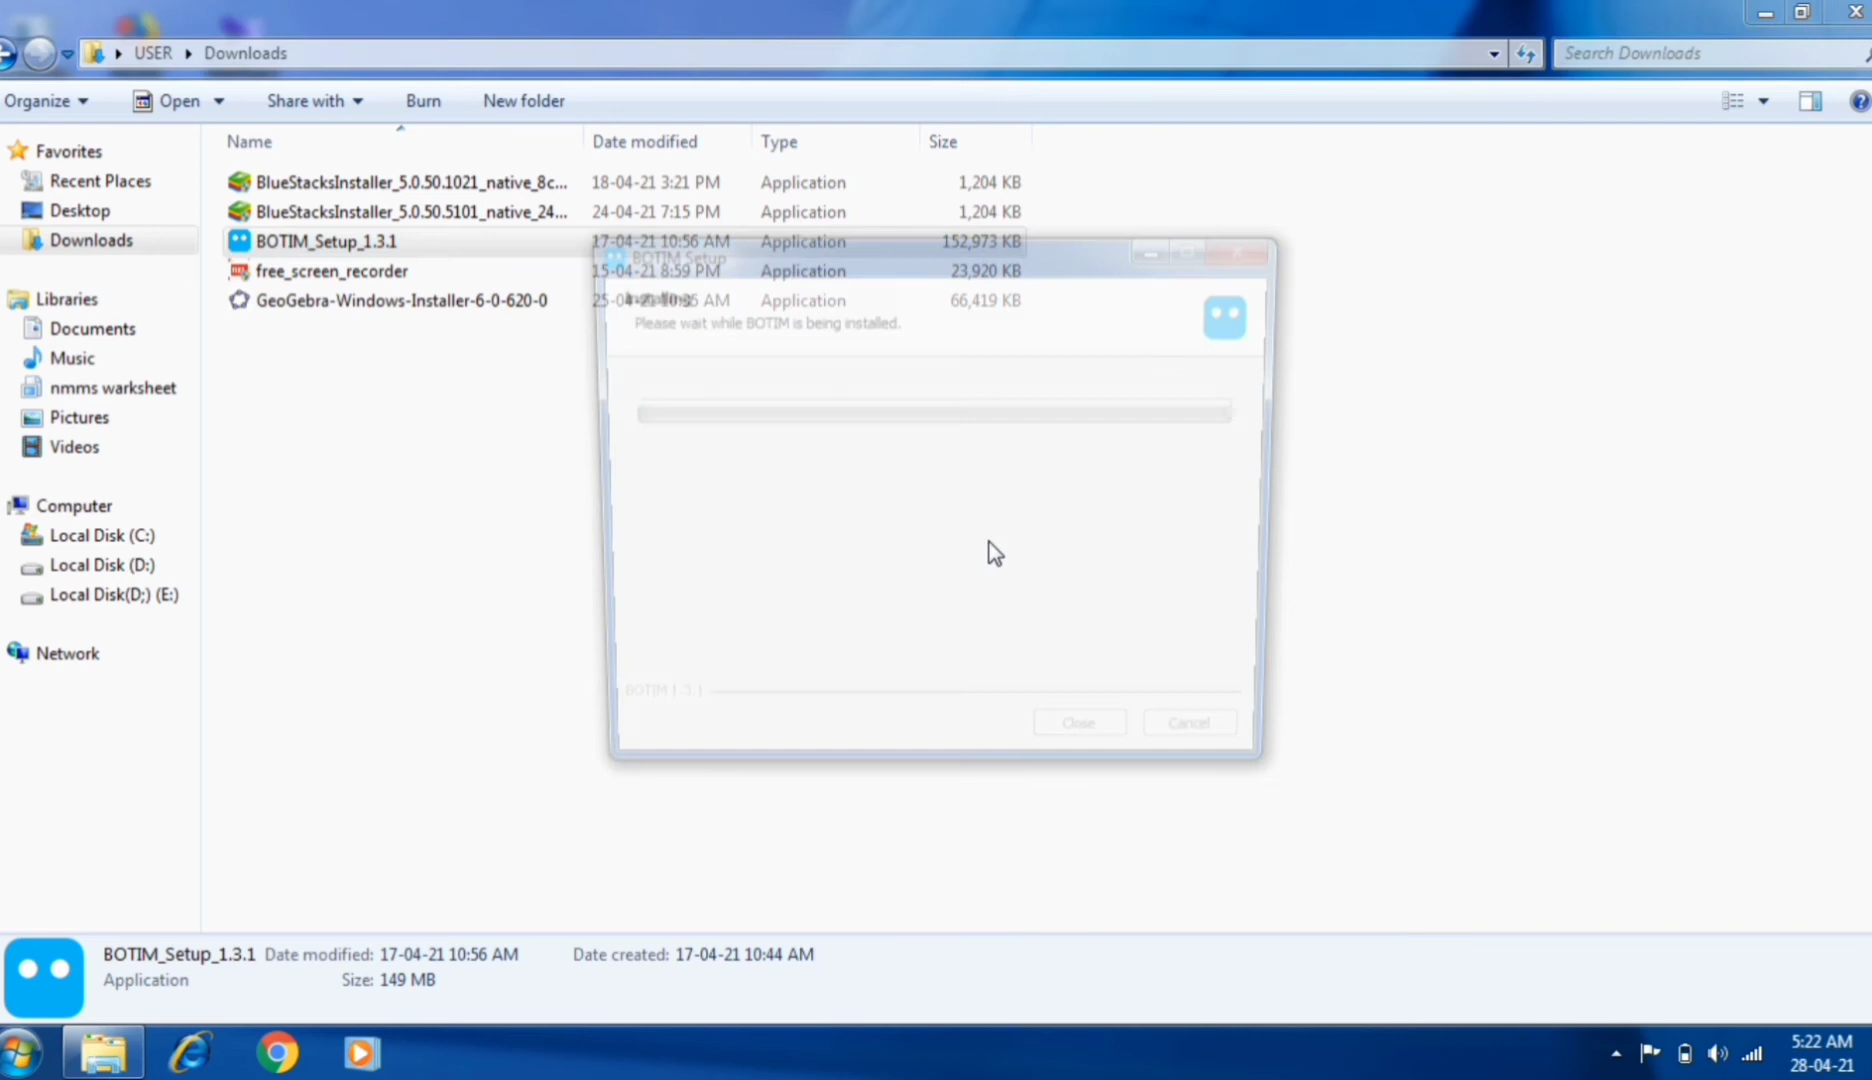 USER Downloads
Search Downloads
Organize Open Share with Burn New folder
Name Date modified Type Size
Favorites
Recent Places
Desktop
Downloads
Libraries
Documents
Music
nmms warksheet
Pictures
Videos
Computer
Local Disk (C:)
Local Disk (D:)
Local Disk(D;) (E:)
Network
BlueStacksInstaller_5.0.50.1021_native_8c... 18-04-21 3:21 PM Application 1,204 KB
BlueStacksInstaller_5.0.50.5101_native_24... 24-04-21 7:15 PM Application 1,204 KB
BOTIM_Setup_1.3.1 17-04-21 10:56 AM Application 152,973 KB
free_screen_recorder 15-04-21 8:59 PM Application 23,920 KB
GeoGebra-Windows-Installer-6-0-620-0 AM Application 66,419 KB
BOTIM Setup
Please wait while BOTIM is being installed.
BOTIM 1.3.1
Close Cancel
BOTIM_Setup_1.3.1 Date modified: 17-04-21 10:56 AM Date created: 17-04-21 10:44 AM
Application Size: 149 MB
5:22 AM
28-04-21